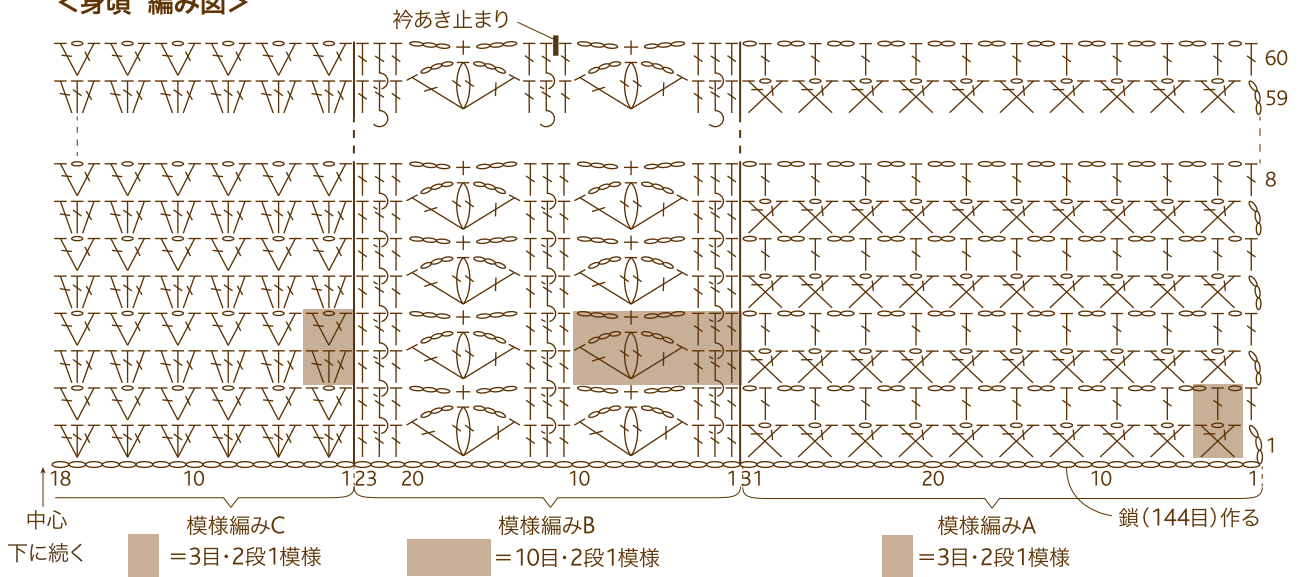 <身頃 編み図>
衿あき止まり
60
59
8
1
18 10 1 23 20 10 1 31 20 10 1
中心
模様編みC
模様編みB
模様編みA
鎖(144目)作る
下に続く
=3目・2段1模様
=10目・2段1模様
=3目・2段1模様